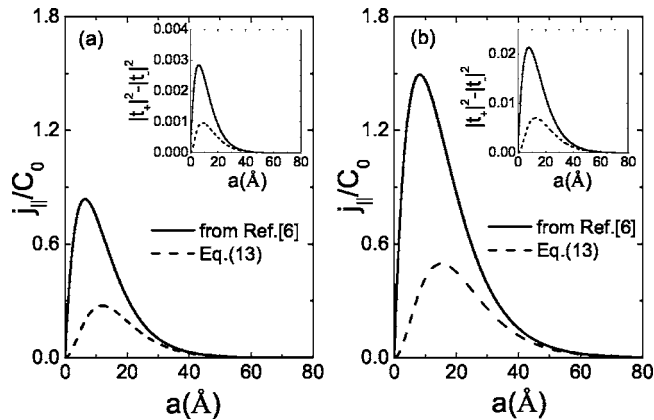 (a)
j||/C0
1.8
1.2
0.6
0.0
0 20 40 60 80
a(Å)
from Ref.[6]
Eq.(13)
|t+|²-|t-|²
0.004
0.003
0.002
0.001
0.000
0 20 40 60 80
a(Å)
(b)
j||/C0
1.8
1.2
0.6
0.0
0 20 40 60 80
a(Å)
from Ref.[6]
Eq.(13)
|t+|²-|t-|²
0.02
0.01
0.00
0 20 40 60 80
a(Å)